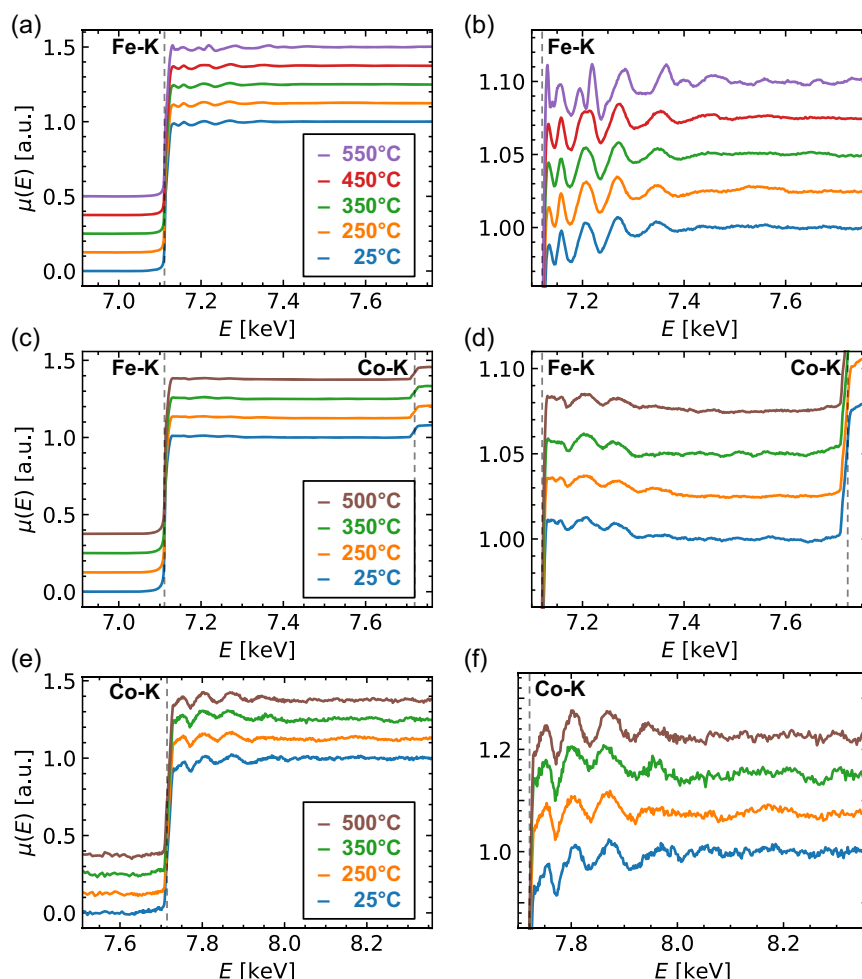 (a)
Fe-K
1.5
1.0
0.5
0.0
μ(E) [a.u.]
550°C
450°C
350°C
250°C
25°C
7.0 7.2 7.4 7.6
E [keV]
(b)
Fe-K
1.10
1.05
1.00
7.2 7.4 7.6
E [keV]
(c)
Fe-K Co-K
1.5
1.0
0.5
0.0
μ(E) [a.u.]
500°C
350°C
250°C
25°C
7.0 7.2 7.4 7.6
E [keV]
(d)
Fe-K Co-K
1.10
1.05
1.00
7.2 7.4 7.6
E [keV]
(e)
Co-K
1.5
1.0
0.5
0.0
μ(E) [a.u.]
500°C
350°C
250°C
25°C
7.6 7.8 8.0 8.2
E [keV]
(f)
Co-K
1.2
1.0
7.8 8.0 8.2
E [keV]